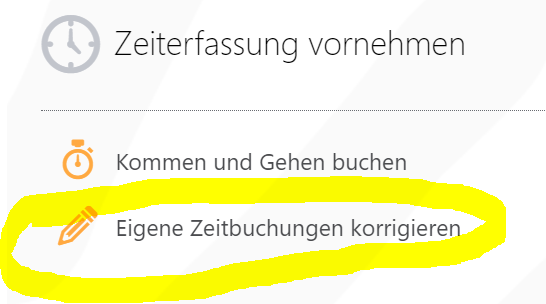 Zeiterfassung vornehmen
Kommen und Gehen buchen
Eigene Zeitbuchungen korrigieren